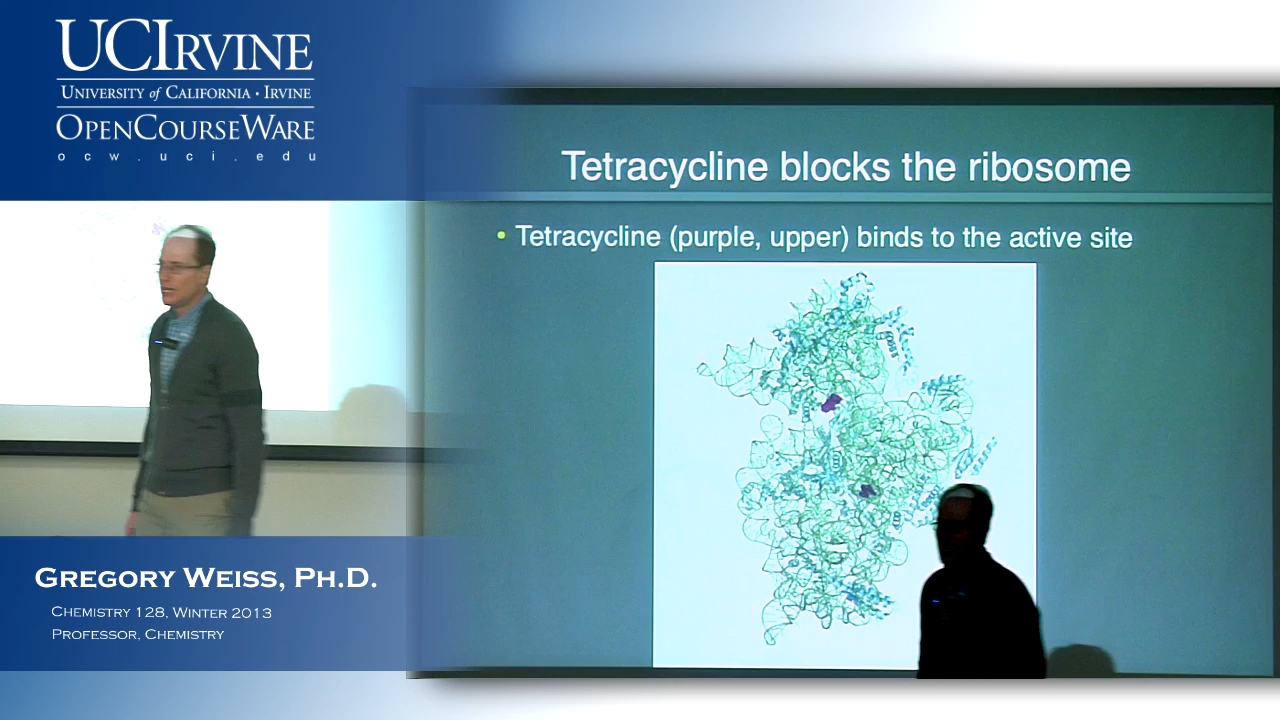 UCIRVINE
UNIVERSITY of CALIFORNIA · IRVINE
OPENCOURSEWARE
ocw.uci.edu
Tetracycline blocks the ribosome
• Tetracycline (purple, upper) binds to the active site
GREGORY WEISS, PH.D.
CHEMISTRY 128, WINTER 2013
PROFESSOR, CHEMISTRY